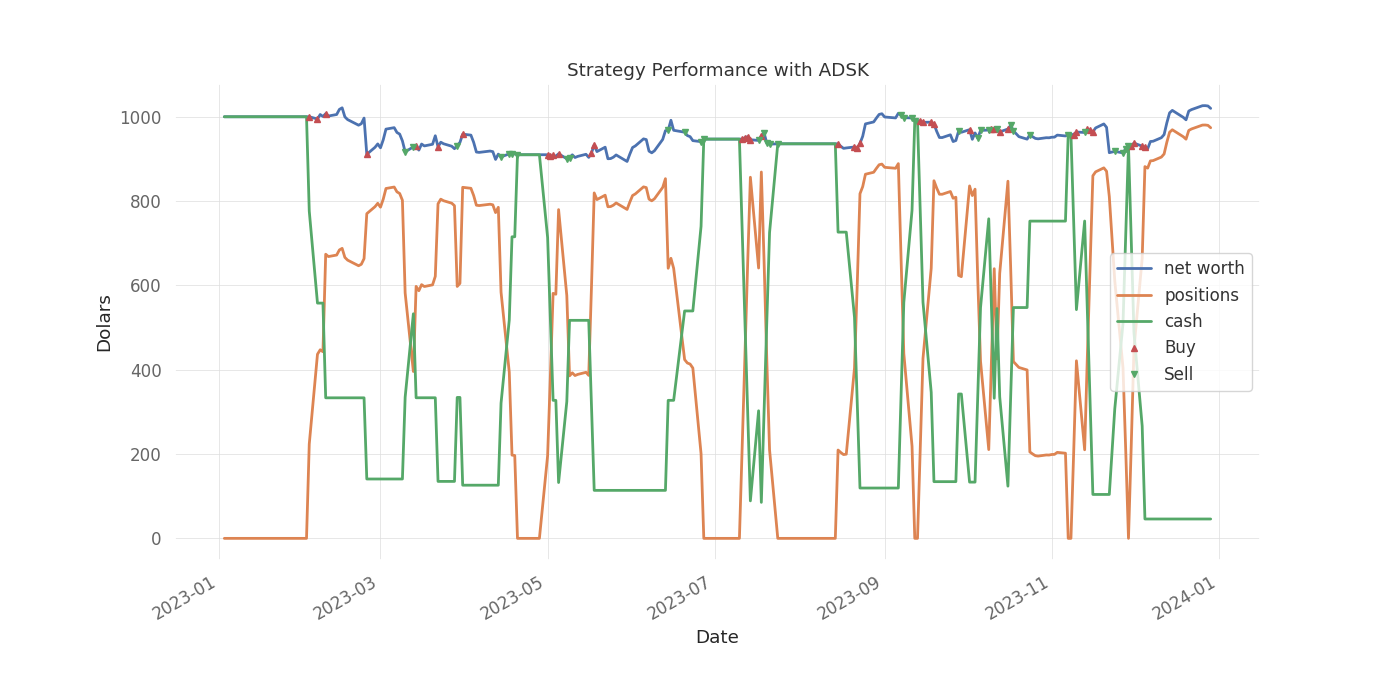 Strategy Performance with ADSK
Dolars
1000
800
600
400
200
0
net worth
positions
cash
Buy
Sell
2023-01
2023-03
2023-05
2023-07
2023-09
2023-11
2024-01
Date